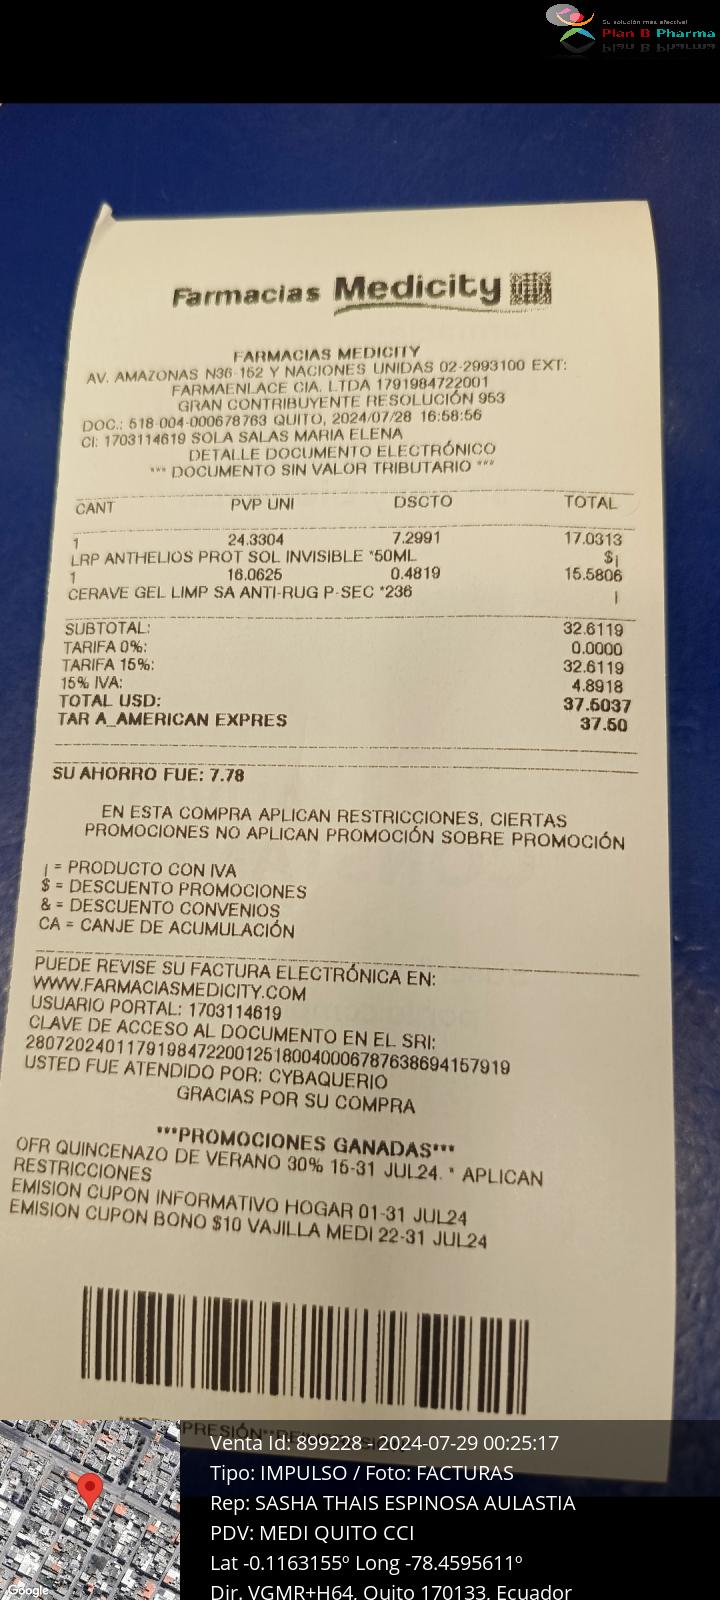 Su solución más efectiva!
Plan B Pharma
Farmacias Medicity
FARMACIAS MEDICITY
AV. AMAZONAS N36-152 Y NACIONES UNIDAS 02-2993100 EXT:
FARMAENLACE CIA. LTDA 1791984722001
GRAN CONTRIBUYENTE RESOLUCIÓN 953
DOC.: 518-004-000678763 QUITO, 2024/07/28 16:58:56
CI: 1703114619 SOLA SALAS MARIA ELENA
DETALLE DOCUMENTO ELECTRÓNICO
*** DOCUMENTO SIN VALOR TRIBUTARIO ***
CANT PVP UNI DSCTO TOTAL
1 24.3304 7.2991 17.0313
LRP ANTHELIOS PROT SOL INVISIBLE *50ML $¡
1 16.0625 0.4819 15.5806
CERAVE GEL LIMP SA ANTI-RUG P-SEC *236 ¡
SUBTOTAL: 32.6119
TARIFA 0%: 0.0000
TARIFA 15%: 32.6119
15% IVA: 4.8918
TOTAL USD: 37.5037
TAR A_AMERICAN EXPRES 37.50
SU AHORRO FUE: 7.78
EN ESTA COMPRA APLICAN RESTRICCIONES, CIERTAS
PROMOCIONES NO APLICAN PROMOCIÓN SOBRE PROMOCIÓN
¡ = PRODUCTO CON IVA
$ = DESCUENTO PROMOCIONES
& = DESCUENTO CONVENIOS
CA = CANJE DE ACUMULACIÓN
PUEDE REVISE SU FACTURA ELECTRÓNICA EN:
WWW.FARMACIASMEDICITY.COM
USUARIO PORTAL: 1703114619
CLAVE DE ACCESO AL DOCUMENTO EN EL SRI:
2807202401179198472200125180040006787638694157919
USTED FUE ATENDIDO POR: CYBAQUERIO
GRACIAS POR SU COMPRA
***PROMOCIONES GANADAS***
OFR QUINCENAZO DE VERANO 30% 15-31 JUL24. * APLICAN
RESTRICCIONES
EMISION CUPON INFORMATIVO HOGAR 01-31 JUL24
EMISION CUPON BONO $10 VAJILLA MEDI 22-31 JUL24
Venta Id: 899228 - 2024-07-29 00:25:17
Tipo: IMPULSO / Foto: FACTURAS
Rep: SASHA THAIS ESPINOSA AULASTIA
PDV: MEDI QUITO CCI
Lat -0.1163155º Long -78.4595611º
Dir. VGMR+H64, Quito 170133, Ecuador
Google